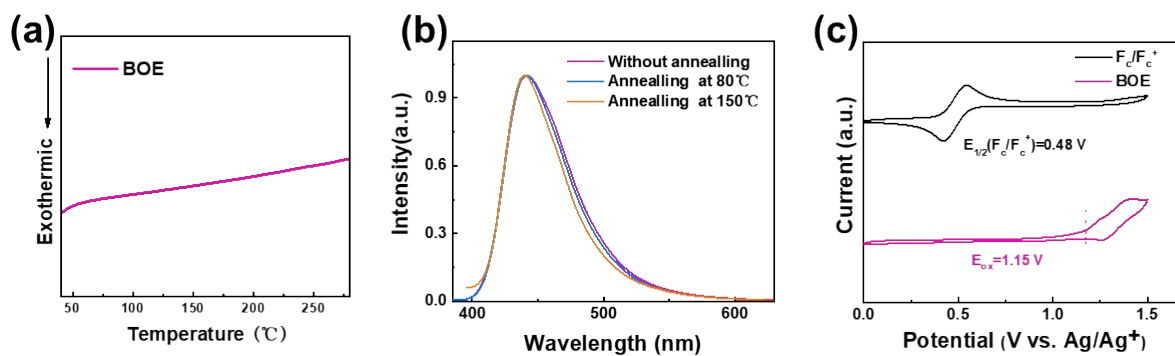 (a)
Exothermic
BOE
50
100
150
200
250
Temperature (℃)
(b)
Intensity(a.u.)
0.9
0.6
0.3
0.0
Without annealling
Annealling at 80℃
Annealling at 150℃
400
500
600
Wavelength (nm)
(c)
Current (a.u.)
Fc/Fc+
BOE
E1/2(Fc/Fc+)=0.48 V
Eox=1.15 V
0.0
0.5
1.0
1.5
Potential (V vs. Ag/Ag+)